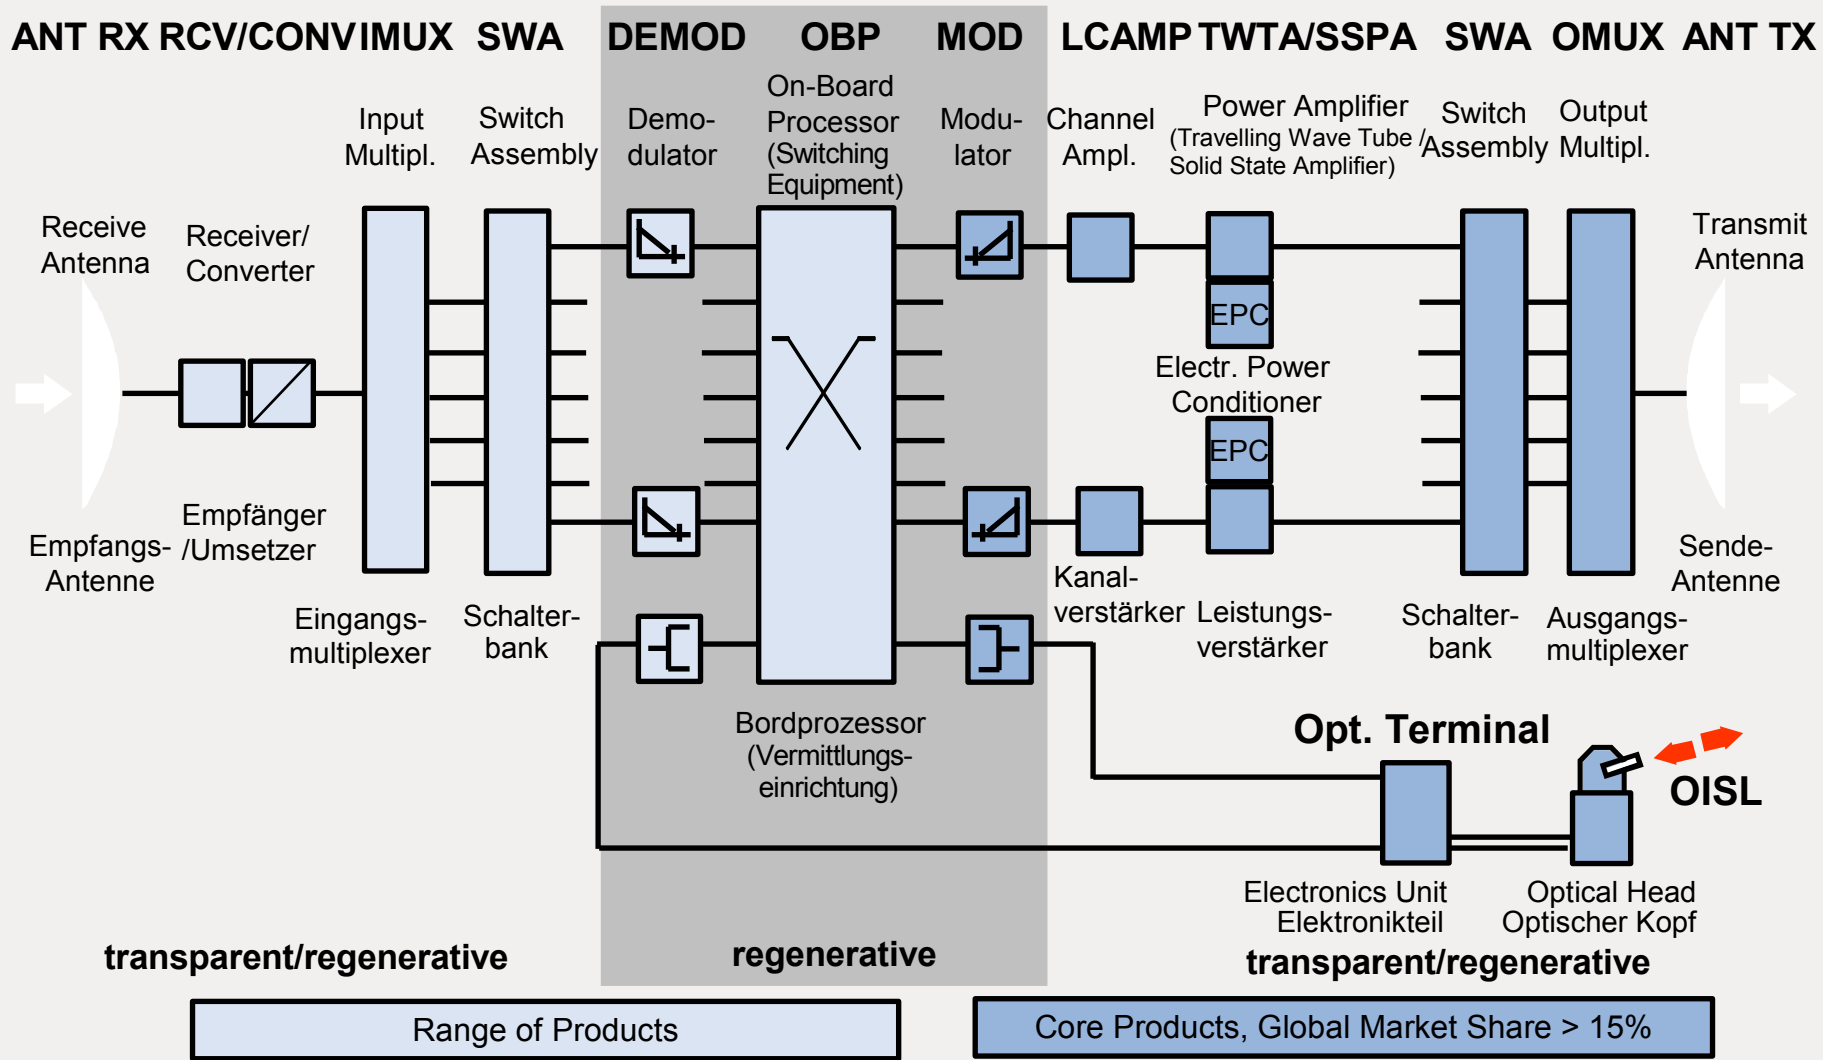 ANT RX RCV/CONV IMUX SWA DEMOD OBP MOD LCAMP TWTA/SSPA SWA OMUX ANT TX
Receive
Antenna
Receiver/
Converter
Input
Multipl.
Switch
Assembly
Demo-
dulator
On-Board
Processor
(Switching
Equipment)
Modu-
lator
Channel
Ampl.
Power Amplifier
(Travelling Wave Tube /
Solid State Amplifier)
Switch
Assembly
Output
Multipl.
Transmit
Antenna
EPC
Electr. Power
Conditioner
EPC
Empfangs-
Antenne
Empfänger
/Umsetzer
Eingangs-
multiplexer
Schalter-
bank
Bordprozessor
(Vermittlungs-
einrichtung)
Kanal-
verstärker
Leistungs-
verstärker
Schalter-
bank
Ausgangs-
multiplexer
Sende-
Antenne
Opt. Terminal
OISL
Electronics Unit
Elektronikteil
Optical Head
Optischer Kopf
transparent/regenerative
regenerative
transparent/regenerative
Range of Products
Core Products, Global Market Share > 15%